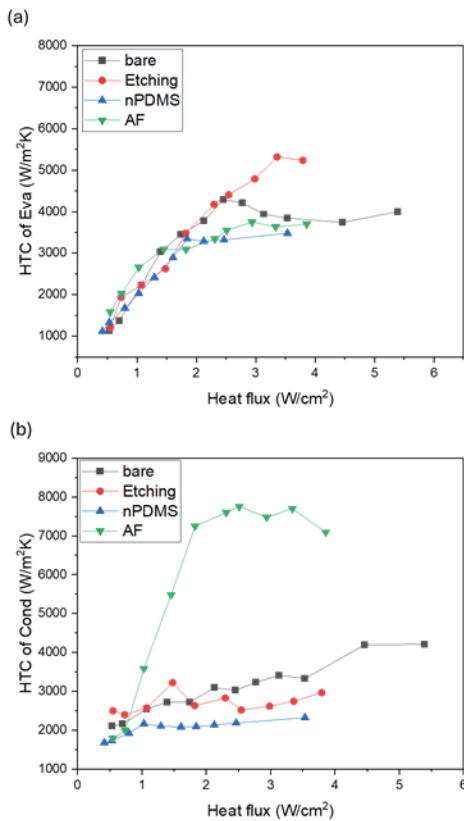 (a)
8000
7000
6000
5000
4000
3000
2000
1000
0 1 2 3 4 5 6
HTC of Eva (W/m²K)
Heat flux (W/cm²)
bare
Etching
nPDMS
AF
(b)
9000
8000
7000
6000
5000
4000
3000
2000
1000
0 1 2 3 4 5 6
HTC of Cond (W/m²K)
Heat flux (W/cm²)
bare
Etching
nPDMS
AF